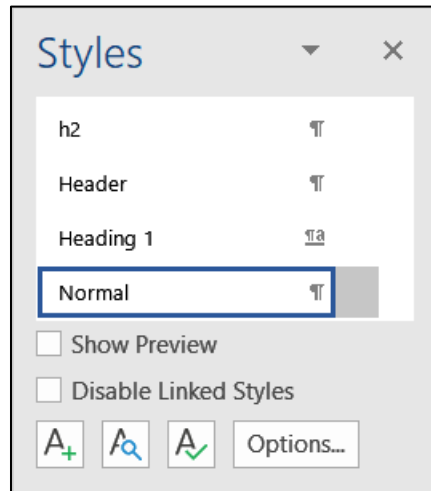 Styles
h2 ¶
Header ¶
Heading 1 ¶a
Normal ¶
Show Preview
Disable Linked Styles
Options...